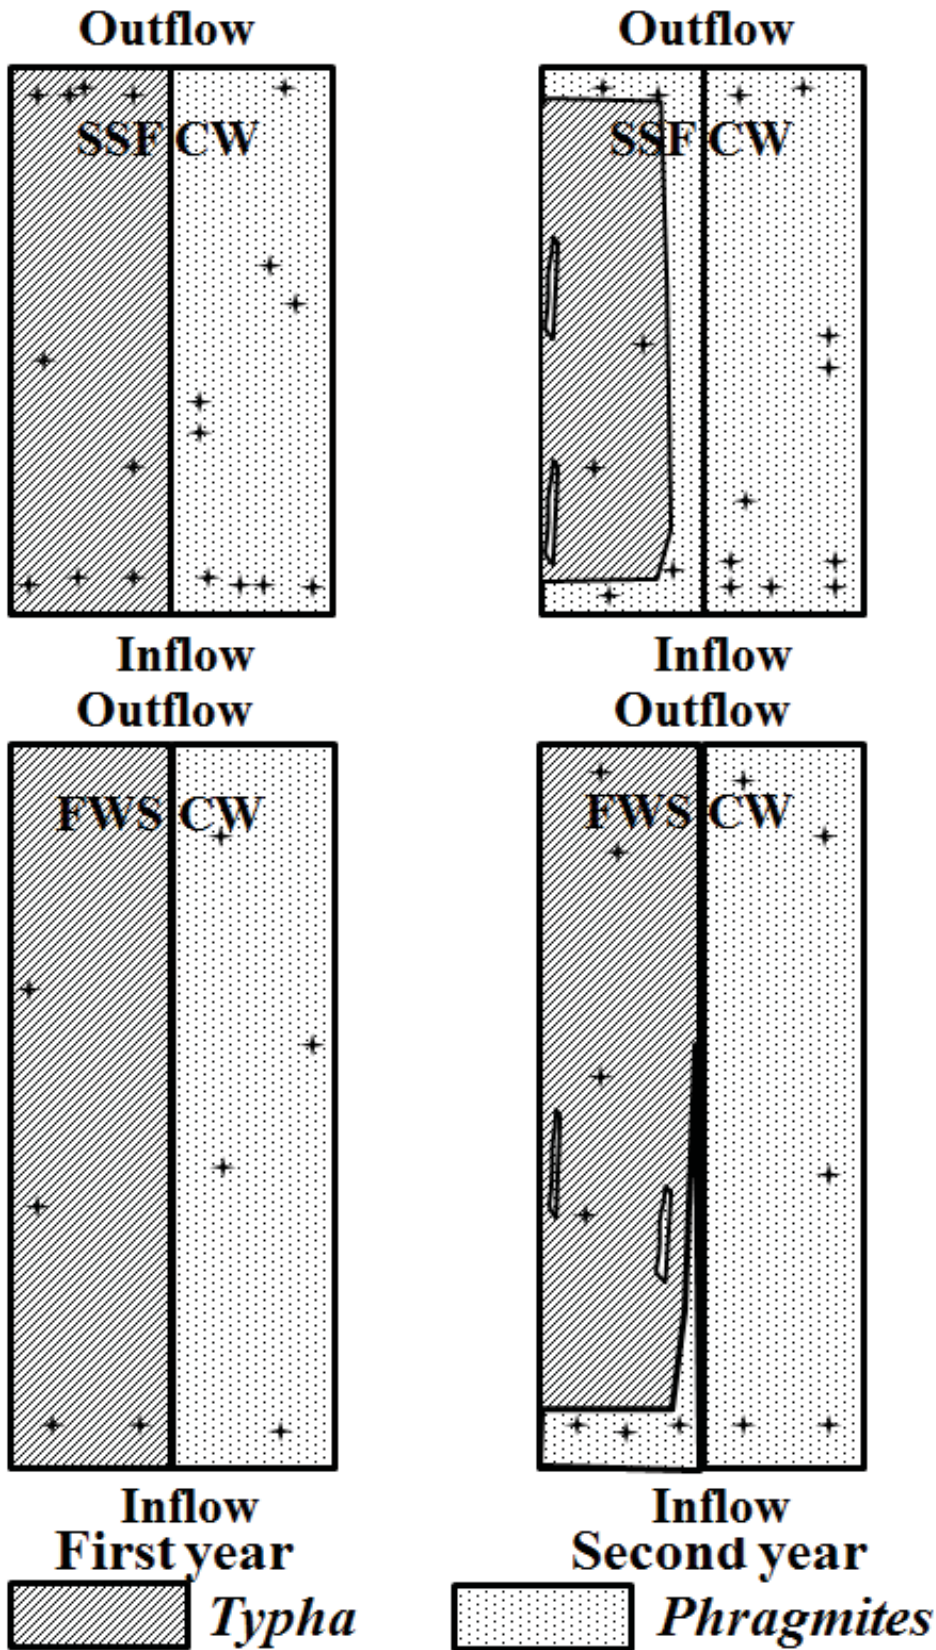 Outflow Outflow
SSF CW SSF CW
Inflow Inflow
Outflow Outflow
FWS CW FWS CW
Inflow Inflow
First year Second year
Typha Phragmites